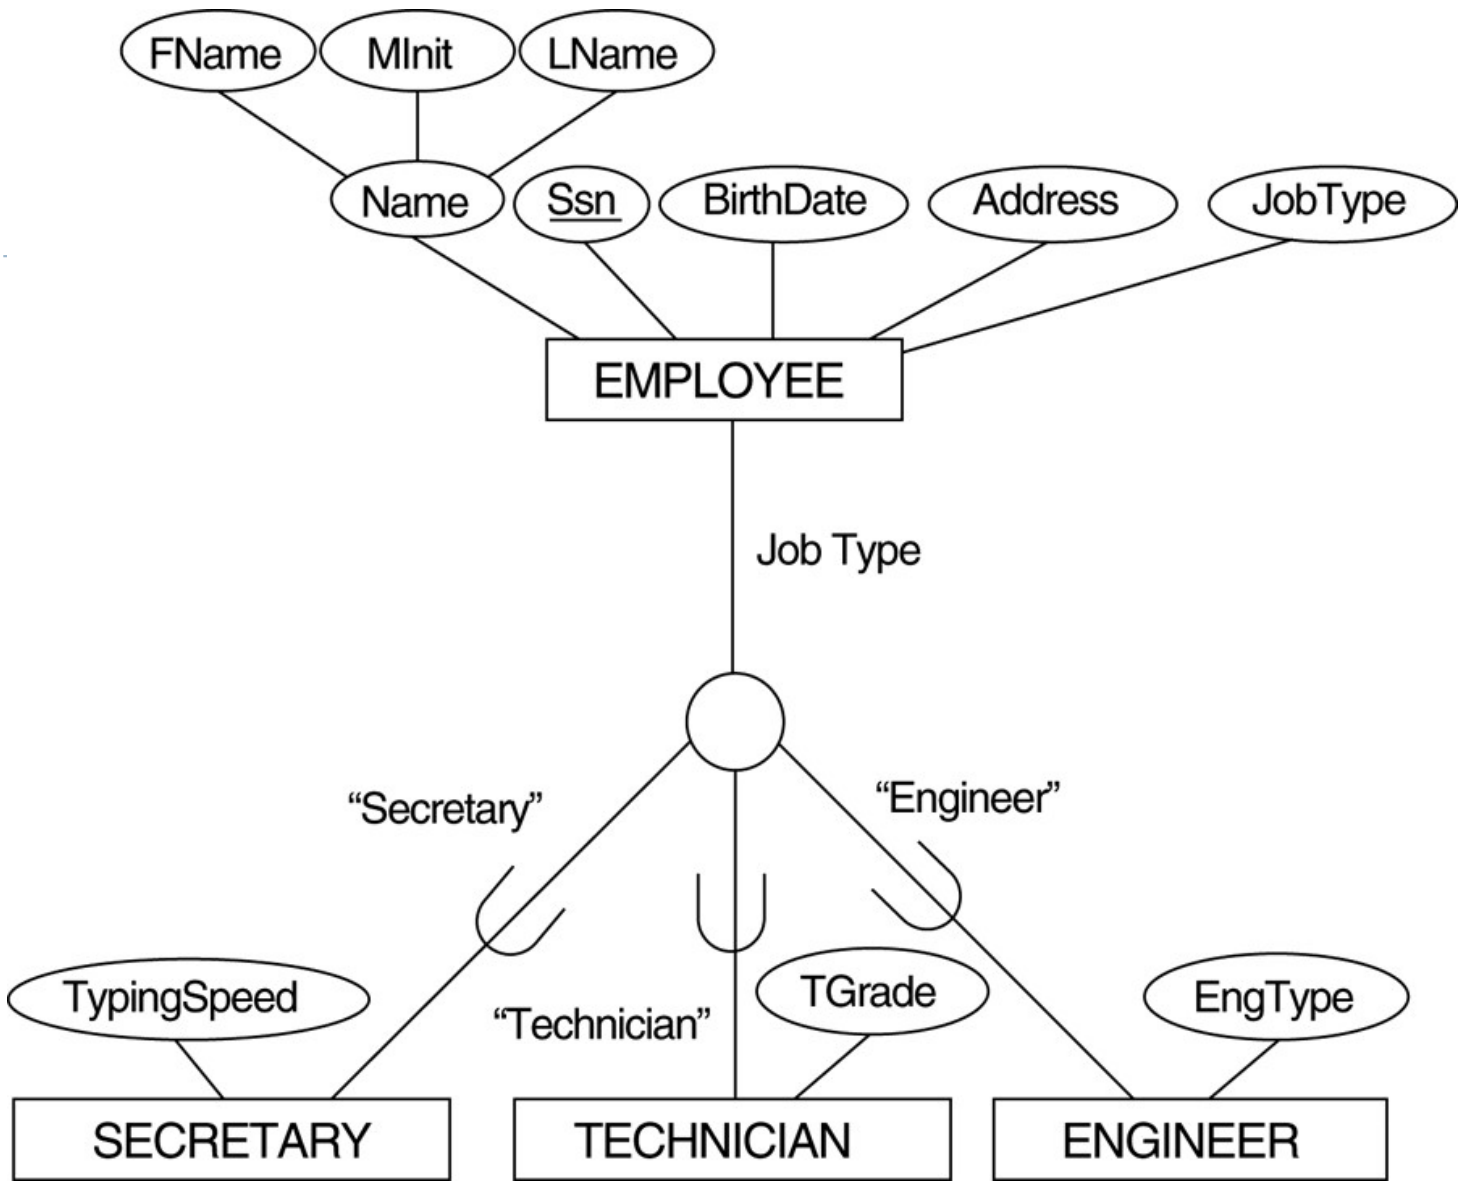 FName MInit LName
Name Ssn BirthDate Address JobType
EMPLOYEE
Job Type
“Secretary” “Engineer”
TypingSpeed “Technician” TGrade EngType
SECRETARY TECHNICIAN ENGINEER